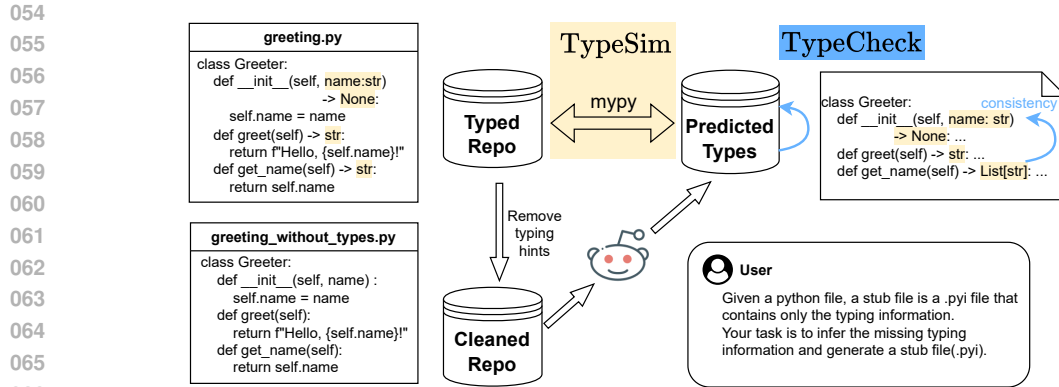 054
055
056
057
058
059
060
061
062
063
064
065
greeting.py
class Greeter:
def __init__(self, name:str)
-> None:
self.name = name
def greet(self) -> str:
return f"Hello, {self.name}!"
def get_name(self) -> str:
return self.name
greeting_without_types.py
class Greeter:
def __init__(self, name) :
self.name = name
def greet(self):
return f"Hello, {self.name}!"
def get_name(self):
return self.name
Typed
Repo
TypeSim
mypy
Predicted
Types
TypeCheck
class Greeter:
consistency
def __init__(self, name: str)
-> None: ...
def greet(self) -> str: ...
def get_name(self) -> List[str]: ...
Remove
typing
hints
Cleaned
Repo
User
Given a python file, a stub file is a .pyi file that
contains only the typing information.
Your task is to infer the missing typing
information and generate a stub file(.pyi).